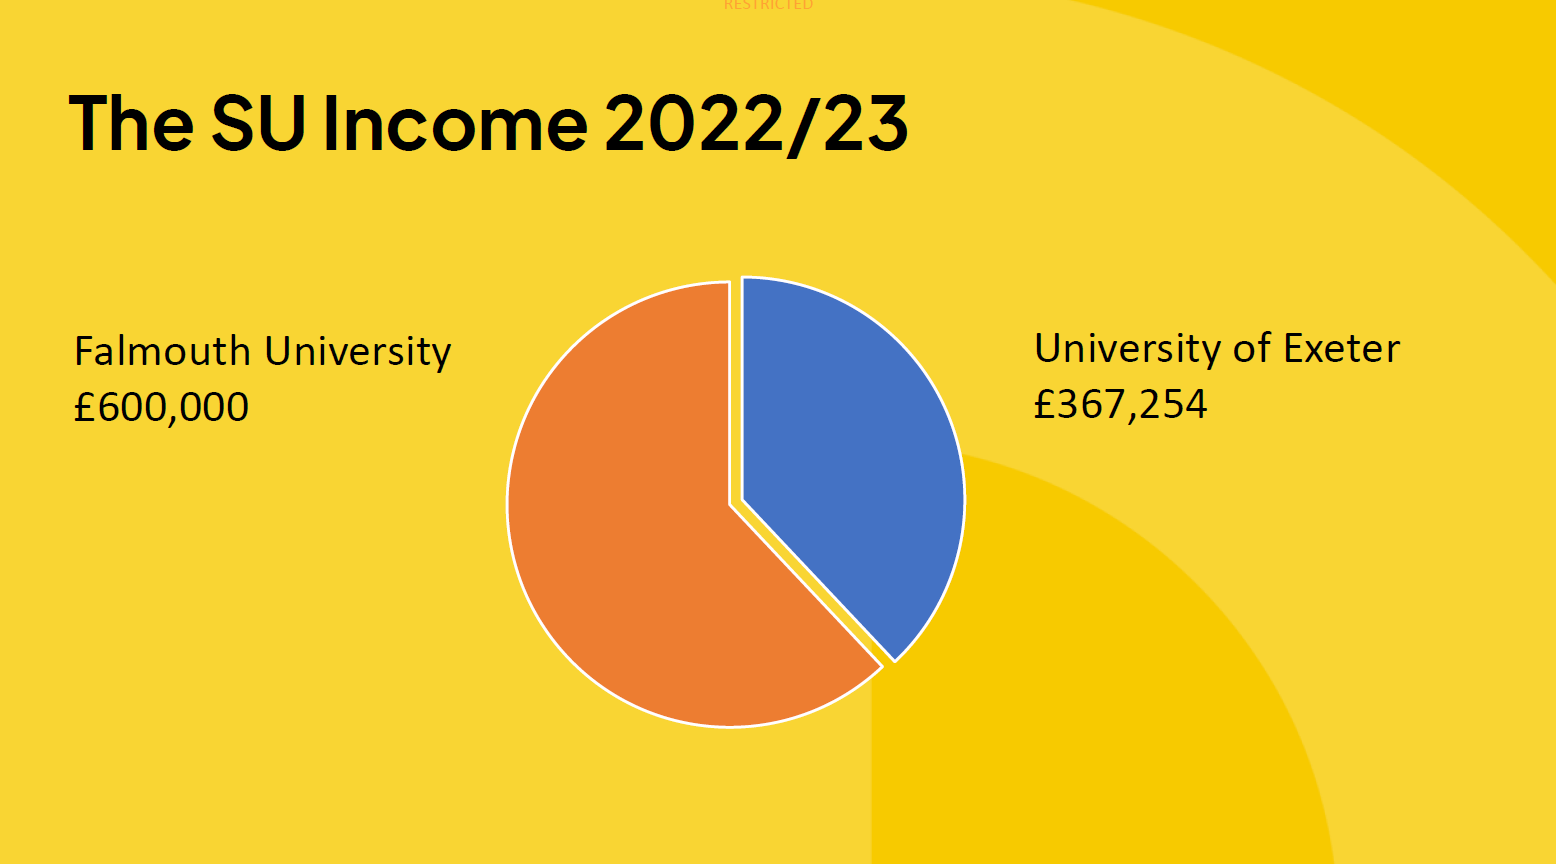 RESTRICTED
The SU Income 2022/23
Falmouth University
£600,000
University of Exeter
£367,254